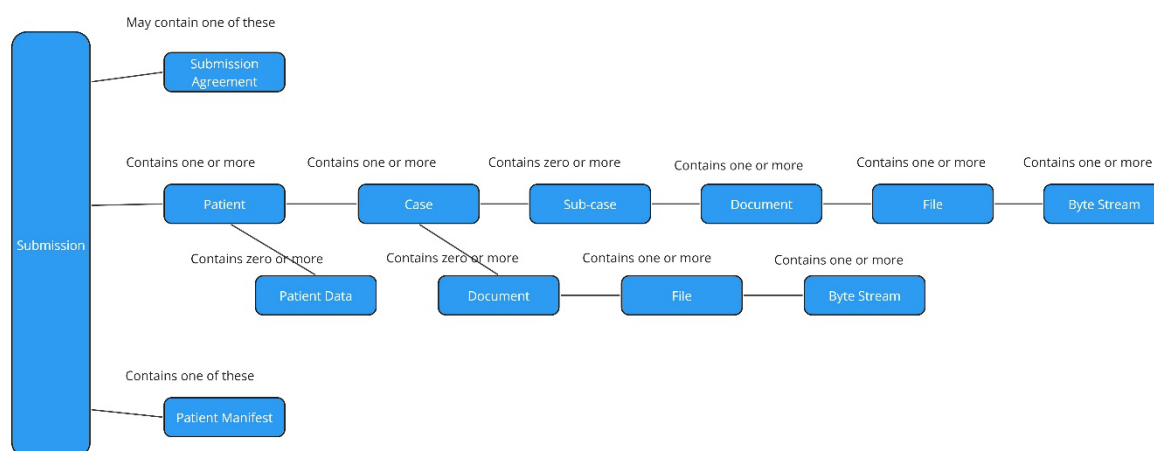 May contain one of these
Submission
Agreement
Contains one or more
Contains one or more
Contains zero or more
Contains one or more
Contains one or more
Contains one or more
Patient
Case
Sub-case
Document
File
Byte Stream
Submission
Contains zero or more
Contains zero or more
Contains one or more
Contains one or more
Patient Data
Document
File
Byte Stream
Contains one of these
Patient Manifest